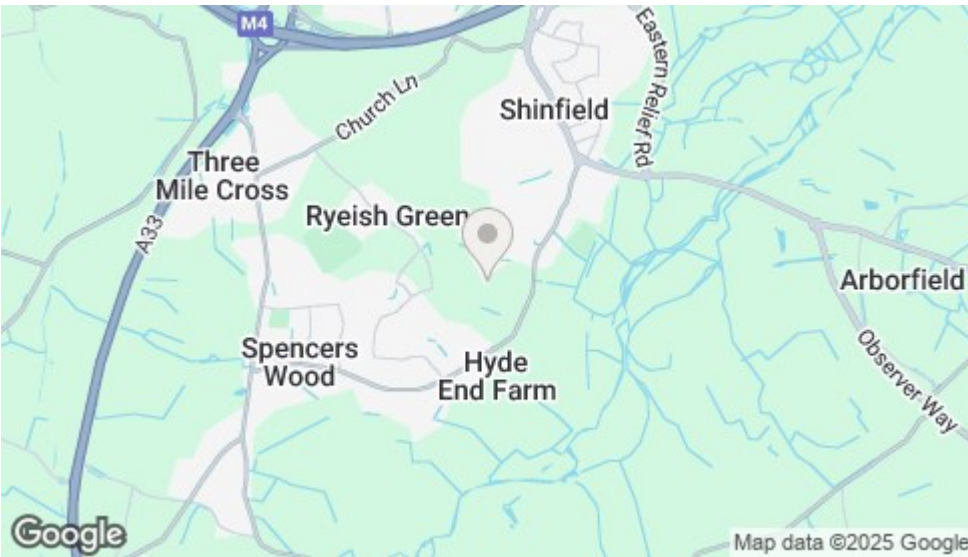 M4
Church Ln
Shinfield
Eastern Relief Rd
Three
Mile Cross
Ryeish Green
A33
Arborfield
Spencers
Wood
Hyde
End Farm
Observer Way
Google
Map data ©2025 Google